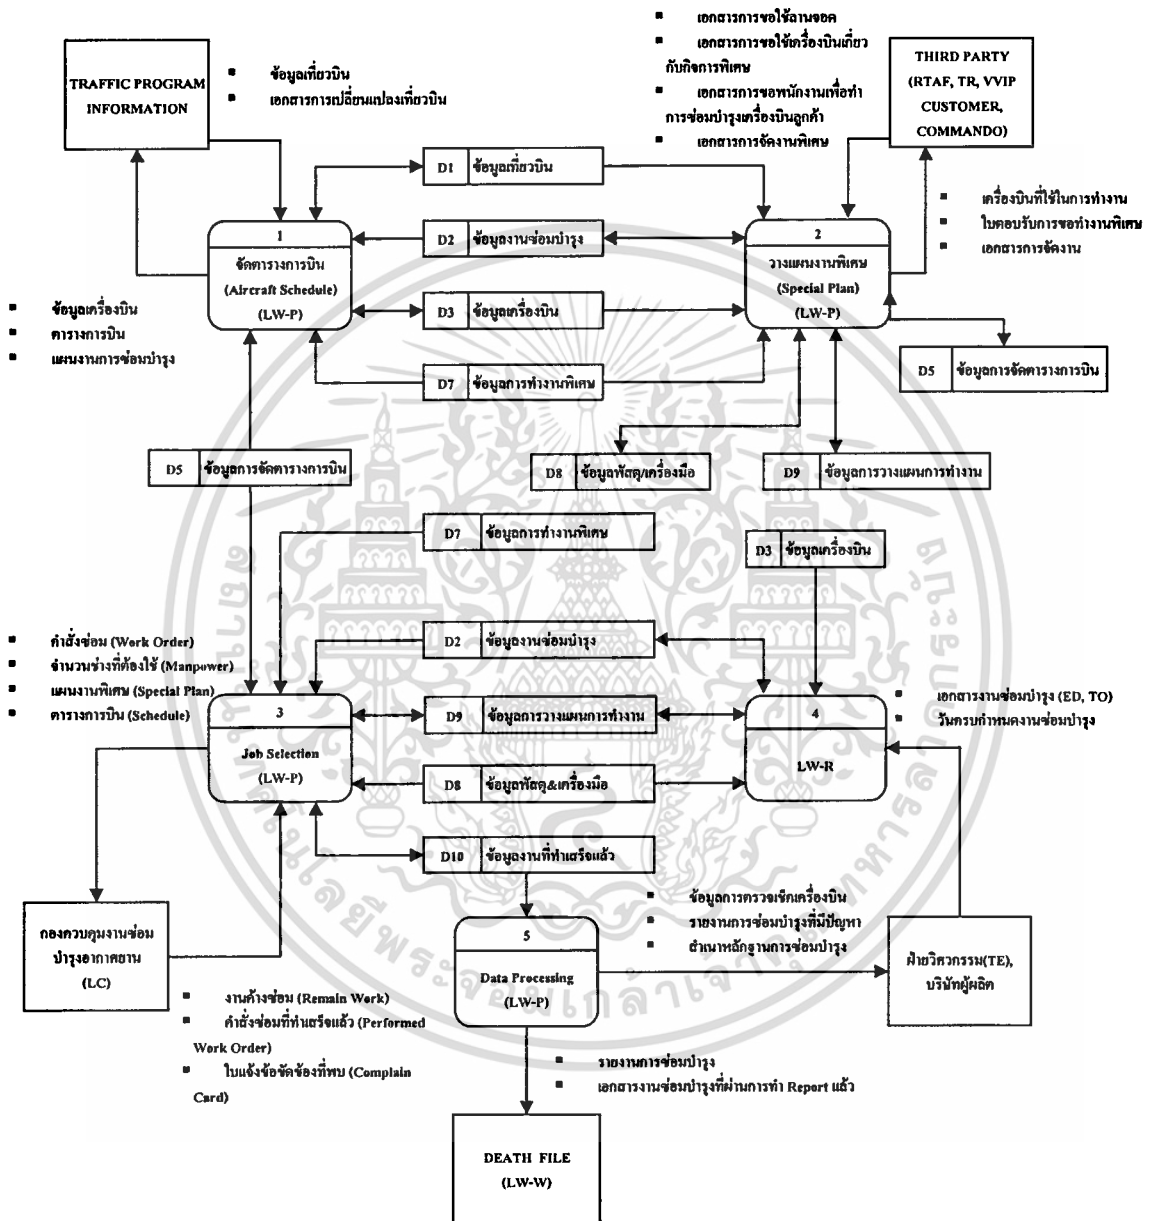 เอกสารการขอใช้ลานจอด
เอกสารการขอใช้เครื่องบินเกี่ยว
กับกิจการพิเศษ
เอกสารการขอพนักงานเพื่อทำ
การซ่อมบำรุงเครื่องบินลูกค้า
เอกสารการจัดงานพิเศษ
TRAFFIC PROGRAM
INFORMATION
ข้อมูลเที่ยวบิน
เอกสารการเปลี่ยนแปลงเที่ยวบิน
THIRD PARTY
(RTAF, TR, VVIP
CUSTOMER,
COMMANDO)
D1 ข้อมูลเที่ยวบิน
เครื่องบินที่ใช้ในการทำงาน
ใบตอบรับการขอทำงานพิเศษ
เอกสารการจัดงาน
1
จัดตารางการบิน
(Aircraft Schedule)
(LW-P)
D2 ข้อมูลงานซ่อมบำรุง
2
วางแผนงานพิเศษ
(Special Plan)
(LW-P)
ข้อมูลเครื่องบิน
ตารางการบิน
แผนงานการซ่อมบำรุง
D3 ข้อมูลเครื่องบิน
D7 ข้อมูลการทำงานพิเศษ
D5 ข้อมูลการจัดตารางการบิน
D5 ข้อมูลการจัดตารางการบิน
D8 ข้อมูลพัสดุ/เครื่องมือ
D9 ข้อมูลการวางแผนการทำงาน
D7 ข้อมูลการทำงานพิเศษ
D3 ข้อมูลเครื่องบิน
คำสั่งซ่อม (Work Order)
จำนวนช่างที่ต้องใช้ (Manpower)
แผนงานพิเศษ (Special Plan)
ตารางการบิน (Schedule)
D2 ข้อมูลงานซ่อมบำรุง
3
Job Selection
(LW-P)
D9 ข้อมูลการวางแผนการทำงาน
4
LW-R
เอกสารงานซ่อมบำรุง (ED, TO)
วันครบกำหนดงานซ่อมบำรุง
D8 ข้อมูลพัสดุ&เครื่องมือ
D10 ข้อมูลงานที่ทำเสร็จแล้ว
กองควบคุมงานซ่อม
บำรุงอากาศยาน
(LC)
5
Data Processing
(LW-P)
ข้อมูลการตรวจเช็กเครื่องบิน
รายงานการซ่อมบำรุงที่มีปัญหา
สำเนาหลักฐานการซ่อมบำรุง
ฝ่ายวิศวกรรม(TE),
บริษัทผู้ผลิต
งานค้างซ่อม (Remain Work)
คำสั่งซ่อมที่ทำเสร็จแล้ว (Performed
Work Order)
ใบแจ้งข้อขัดข้องที่พบ (Complain
Card)
รายงานการซ่อมบำรุง
เอกสารงานซ่อมบำรุงที่ผ่านการทำ Report แล้ว
DEATH FILE
(LW-W)
สถาบันเทคโนโลยีพระจอมเกล้าเจ้าคุณทหารลาดกระบัง